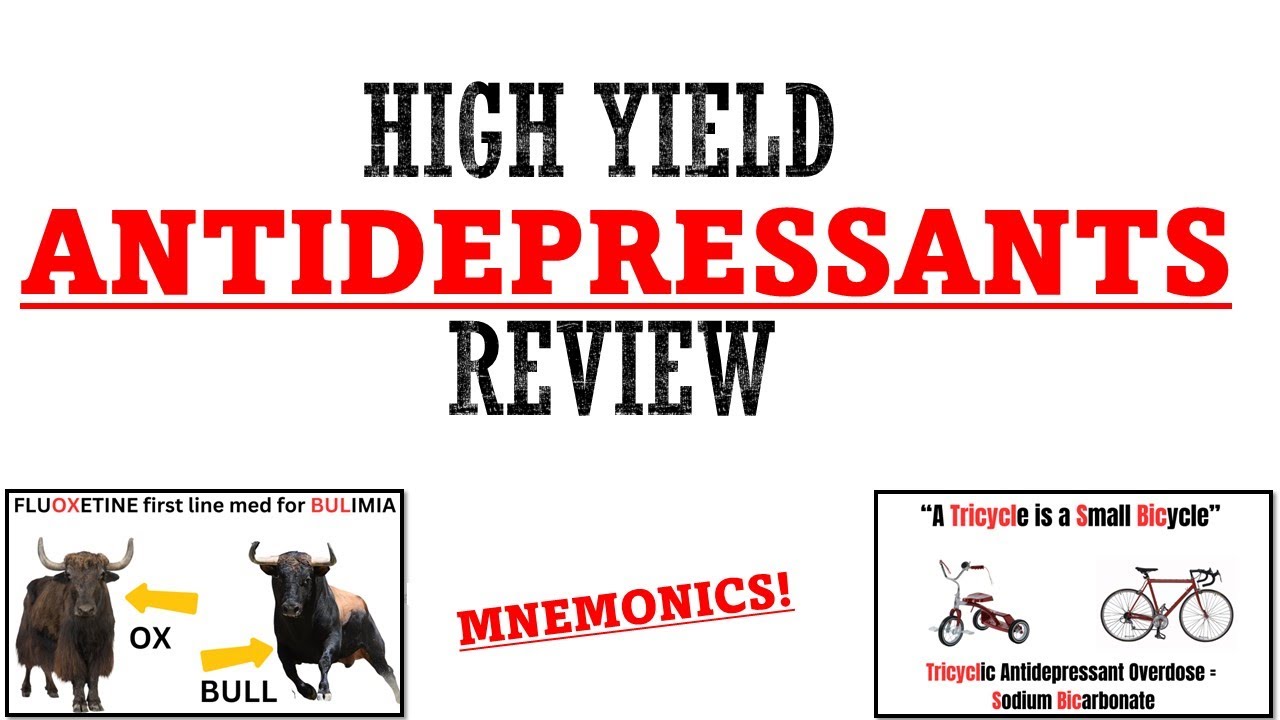 HIGH YIELD
ANTIDEPRESSANTS
REVIEW
FLUOXETINE first line med for BULIMIA
OX
BULL
MNEMONICS!
“A Tricycle is a Small Bicycle”
Tricyclic Antidepressant Overdose =
Sodium Bicarbonate